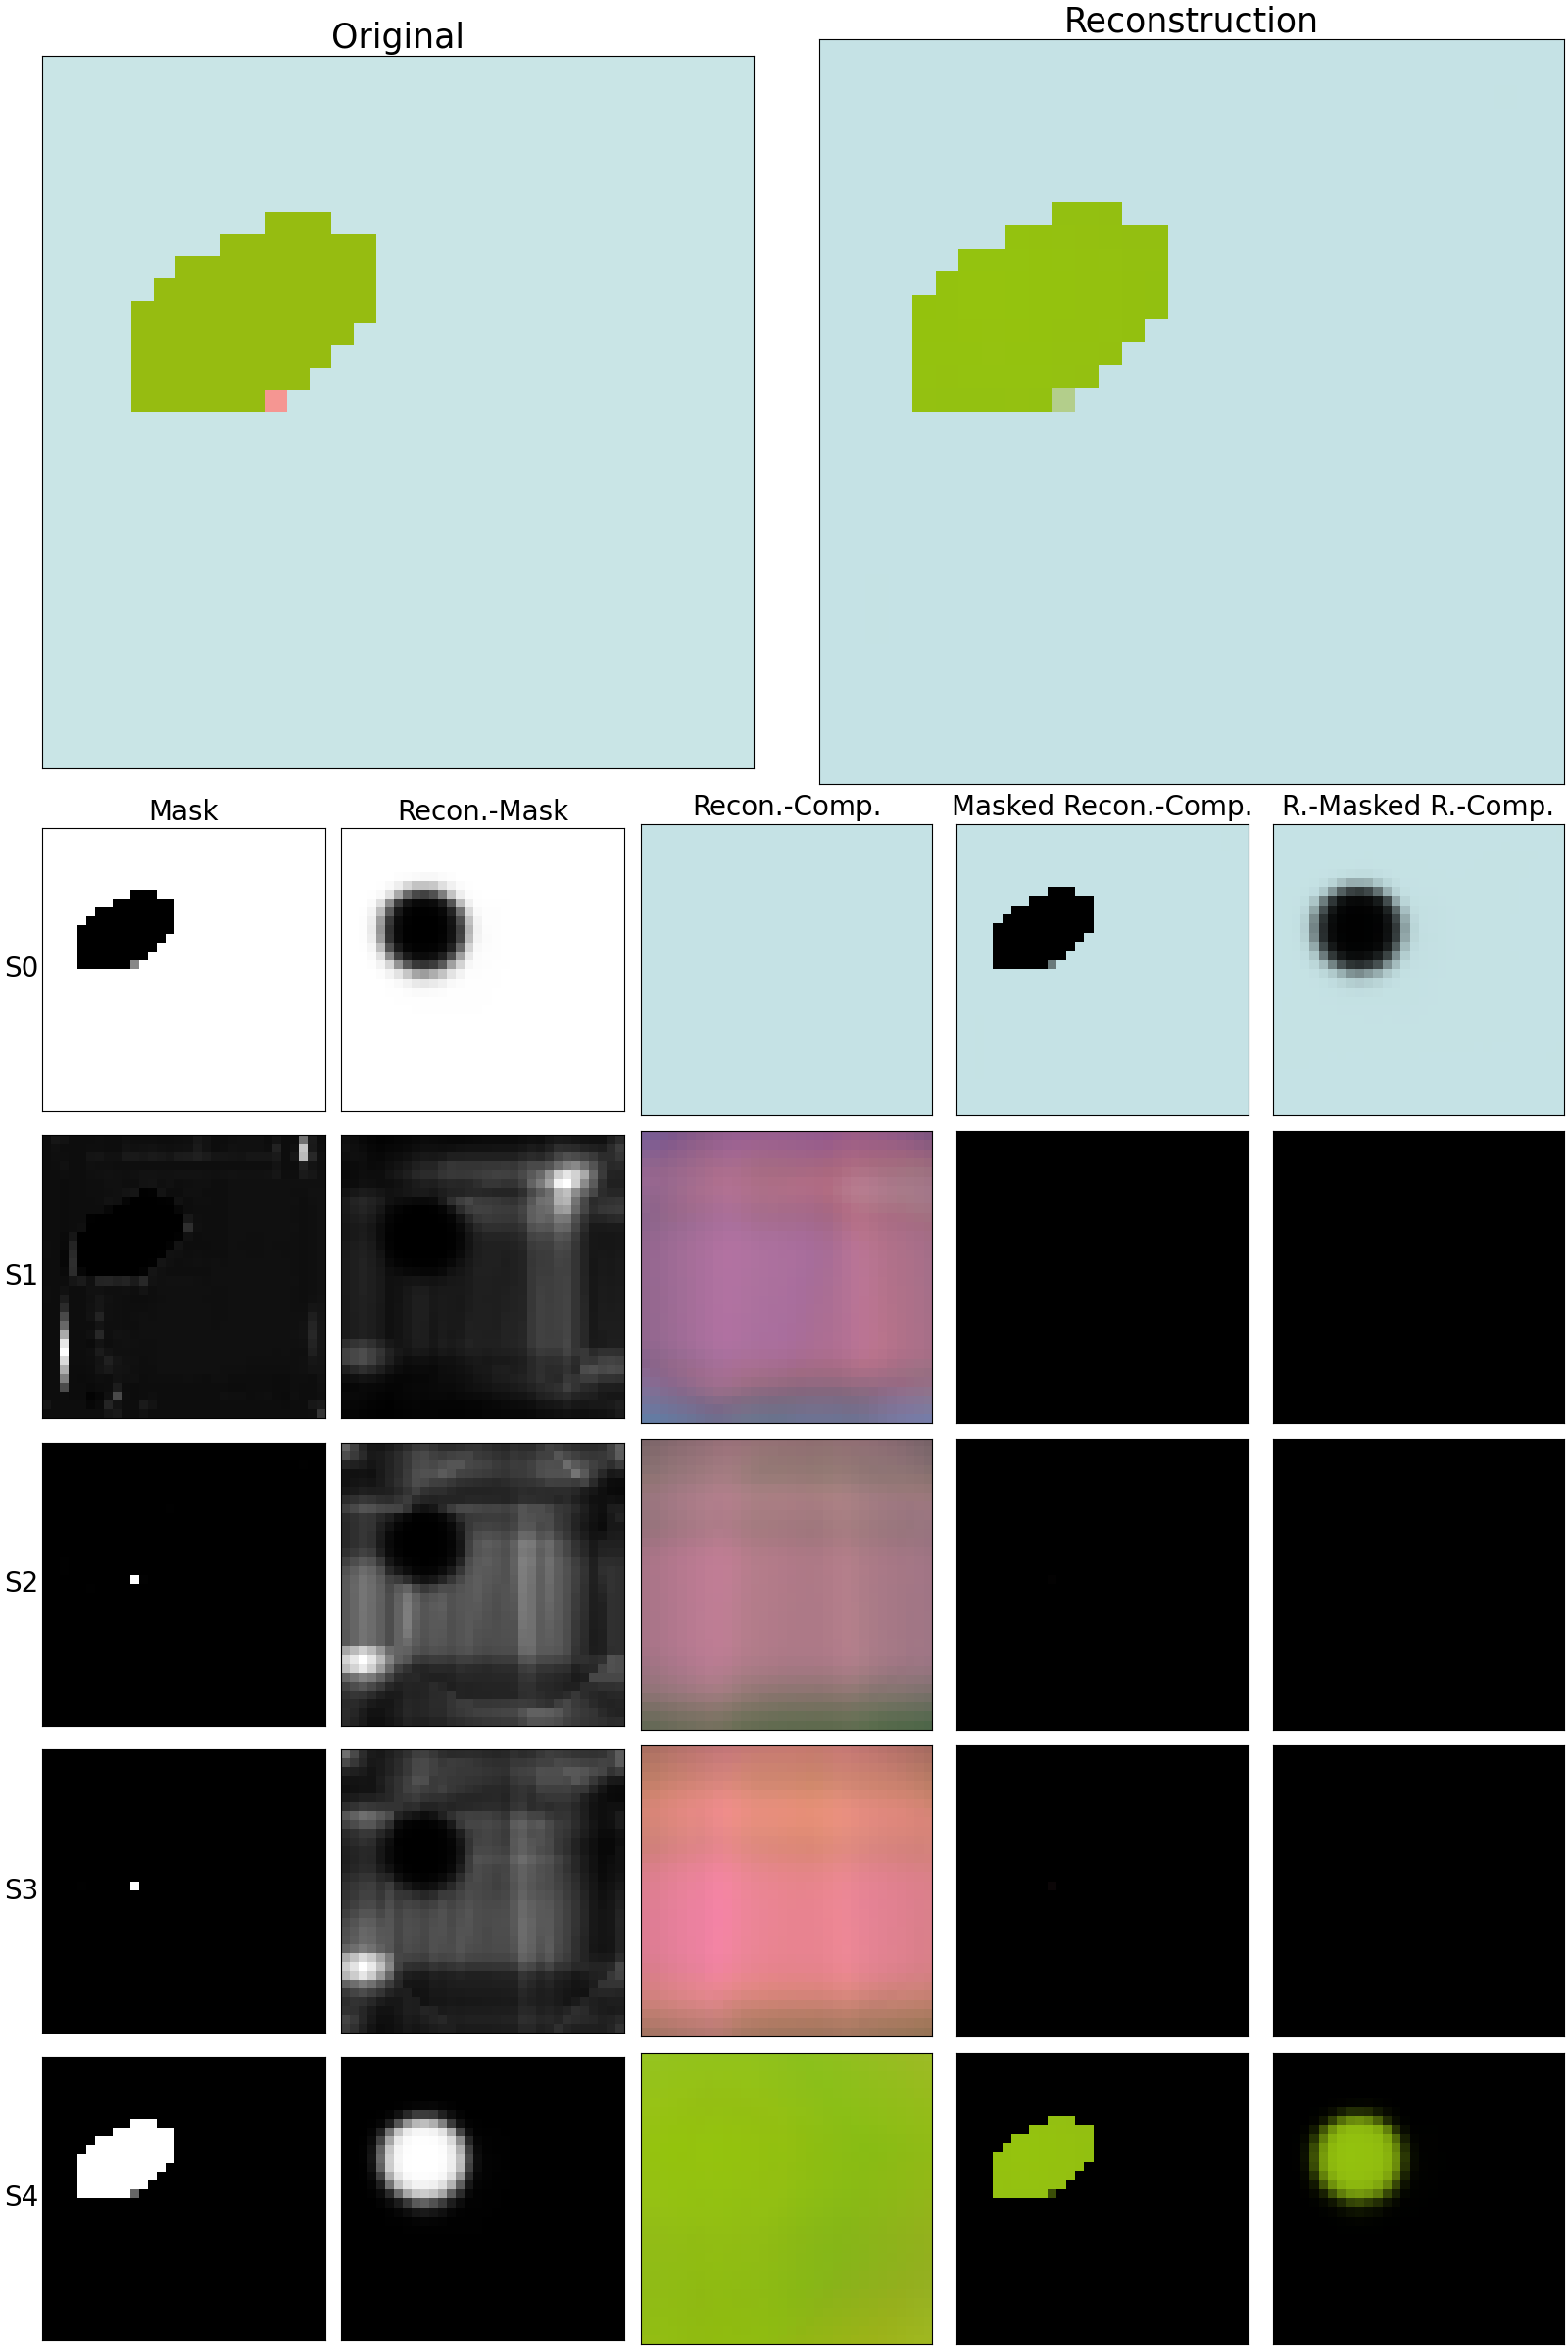 Original
Reconstruction
Mask
Recon.-Mask
Recon.-Comp.
Masked Recon.-Comp.
R.-Masked R.-Comp.
S0
S1
S2
S3
S4